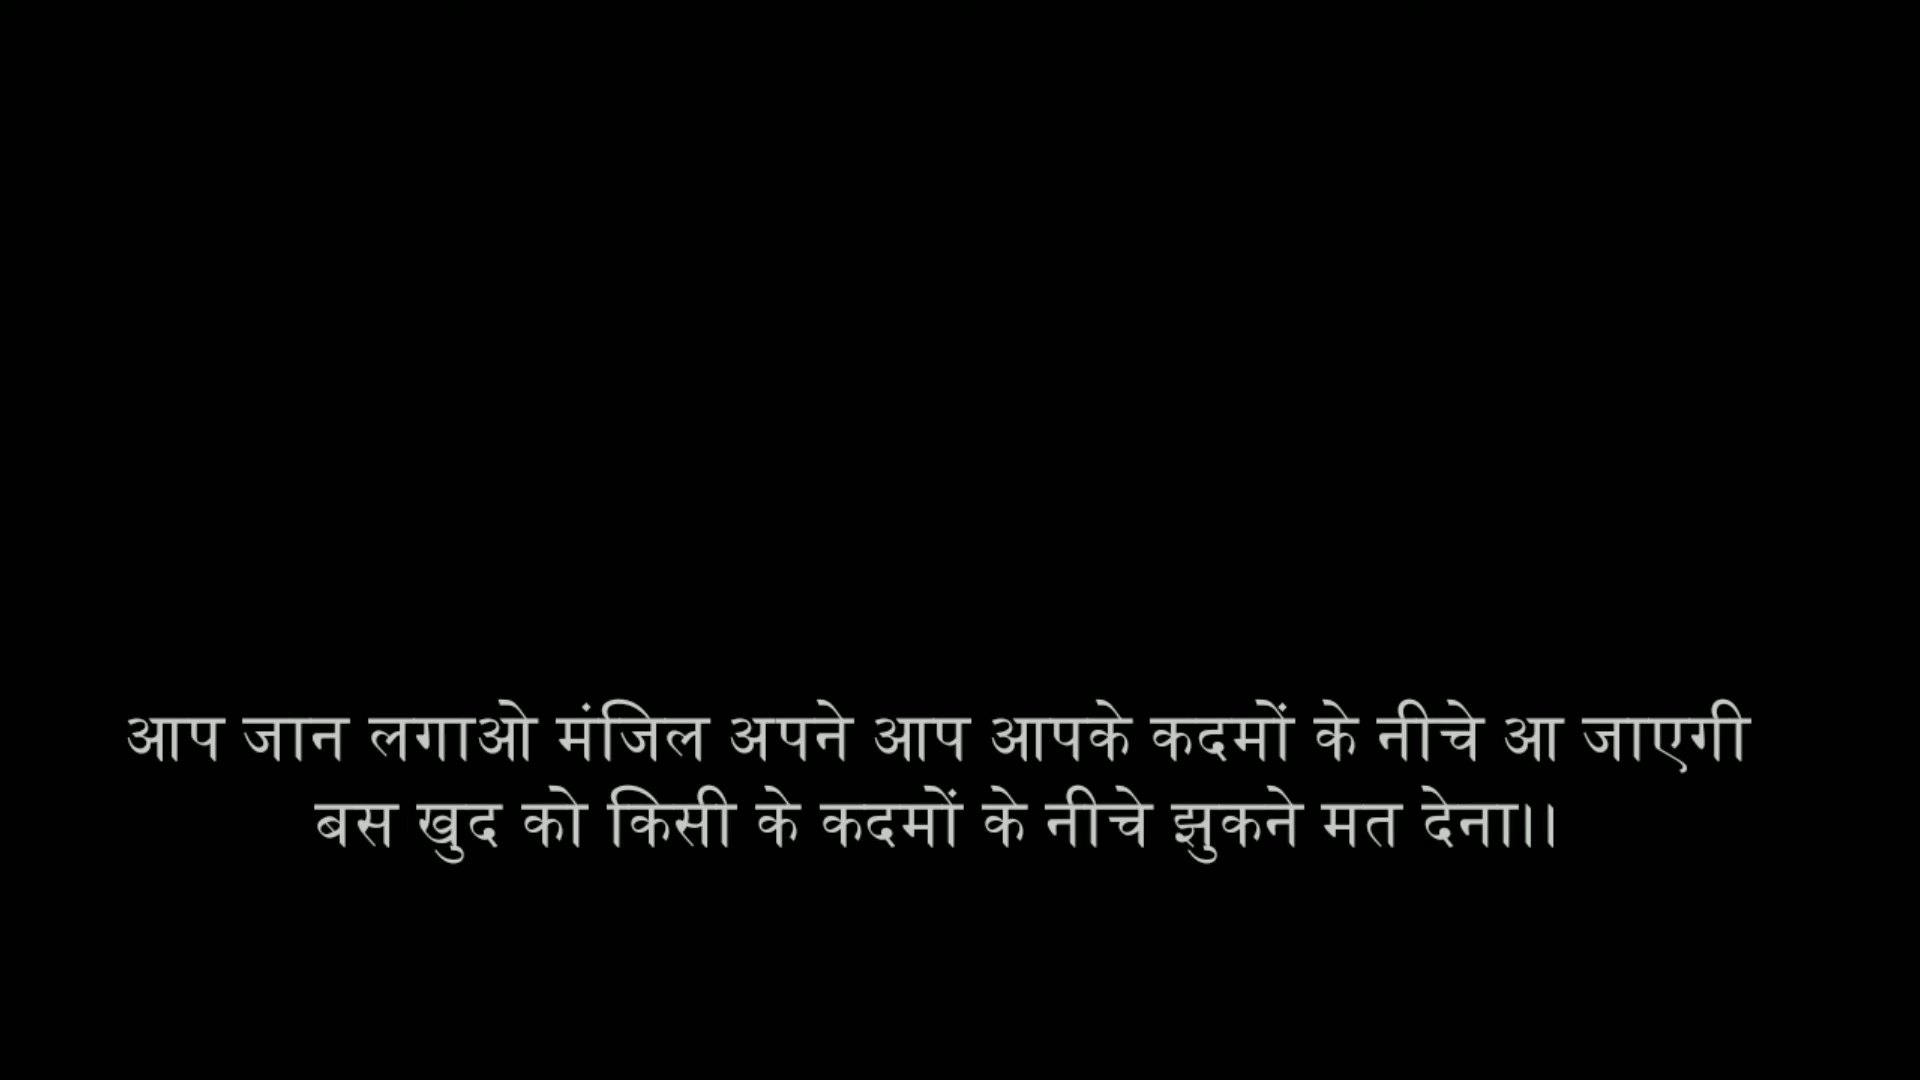 आप जान लगाओ मंजिल अपने आप आपके कदमों के नीचे आ जाएगी
बस खुद को किसी के कदमों के नीचे झुकने मत देना।।